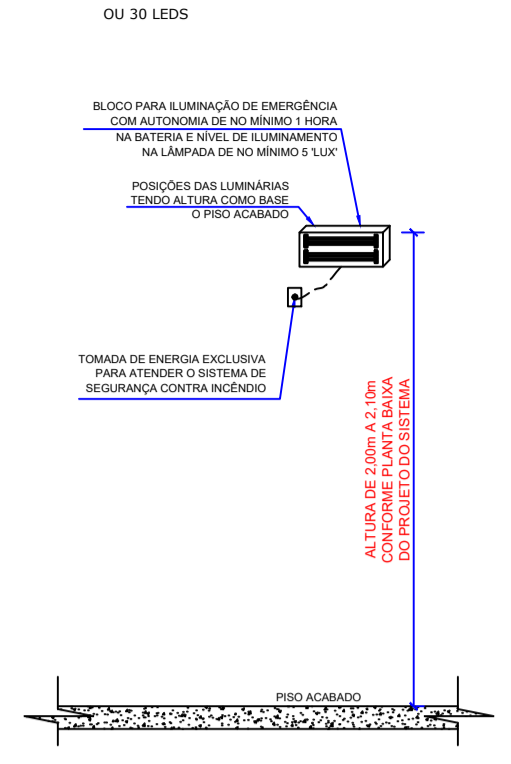 OU 30 LEDS
BLOCO PARA ILUMINAÇÃO DE EMERGÊNCIA
COM AUTONOMIA DE NO MÍNIMO 1 HORA
NA BATERIA E NÍVEL DE ILUMINAMENTO
NA LÂMPADA DE NO MÍNIMO 5 'LUX'
POSIÇÕES DAS LUMINÁRIAS
TENDO ALTURA COMO BASE
O PISO ACABADO
TOMADA DE ENERGIA EXCLUSIVA
PARA ATENDER O SISTEMA DE
SEGURANÇA CONTRA INCÊNDIO
ALTURA DE 2,00m A 2,10m
CONFORME PLANTA BAIXA
DO PROJETO DO SISTEMA
PISO ACABADO